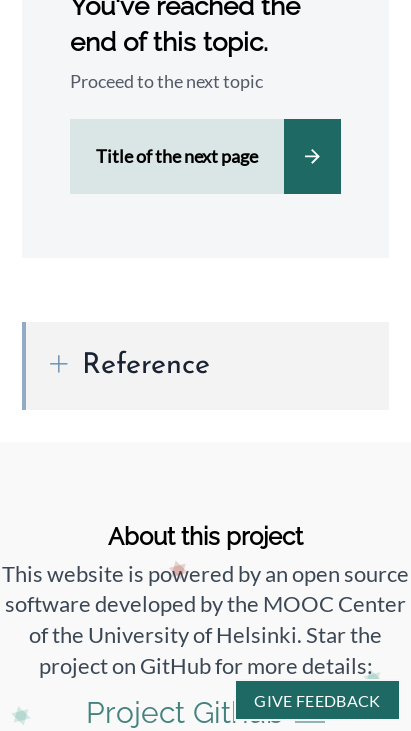 You've reached the
end of this topic.
Proceed to the next topic
Title of the next page
Reference
About this project
This website is powered by an open source
software developed by the MOOC Center
of the University of Helsinki. Star the
project on GitHub for more details:
Project GitHub
GIVE FEEDBACK